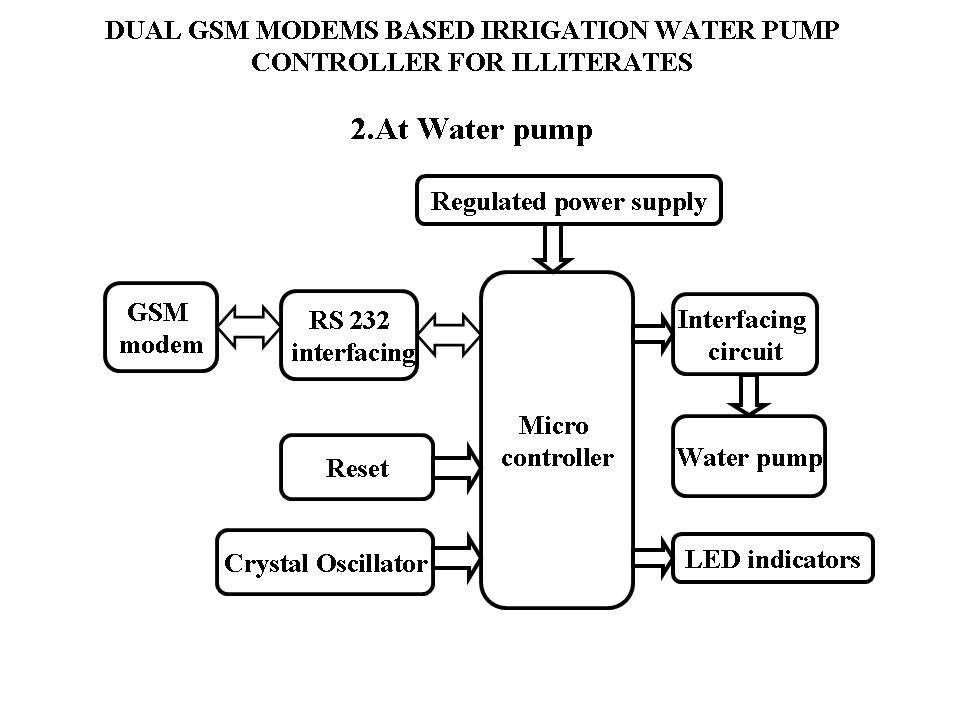 DUAL GSM MODEMS BASED IRRIGATION WATER PUMP
CONTROLLER FOR ILLITERATES
2.At Water pump
Regulated power supply
GSM
modem
RS 232
interfacing
Interfacing
circuit
Micro
controller
Reset
Water pump
Crystal Oscillator
LED indicators